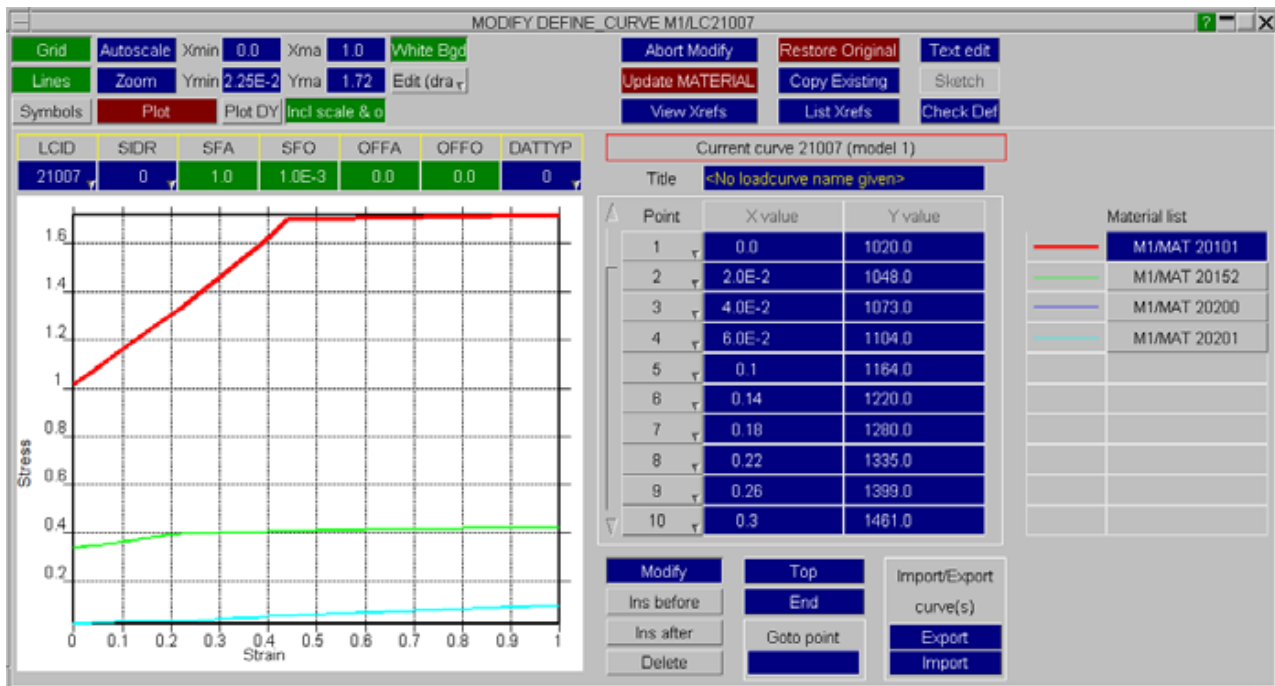 MODIFY DEFINE_CURVE M1/LC21007 ?
Grid Autoscale Xmin 0.0 Xma 1.0 White Bgd Abort Modify Restore Original Text edit
Lines Zoom Ymin 2.25E-2 Yma 1.72 Edit (dra Update MATERIAL Copy Existing Sketch
Symbols Plot Plot DY Incl scale & o View Xrefs List Xrefs Check Def
LCID SIDR SFA SFO OFFA OFFO DATTYP
21007 0 1.0 1.0E-3 0.0 0.0 0
1.6
1.4
1.2
1
0.8
0.6
0.4
0.2
Stress
0 0.1 0.2 0.3 0.4 0.5 0.6 0.7 0.8 0.9 1
Strain
Current curve 21007 (model 1)
Title <No loadcurve name given>
Point X value Y value
1 0.0 1020.0
2 2.0E-2 1048.0
3 4.0E-2 1073.0
4 6.0E-2 1104.0
5 0.1 1164.0
6 0.14 1220.0
7 0.18 1280.0
8 0.22 1335.0
9 0.26 1399.0
10 0.3 1461.0
Material list
M1/MAT 20101
M1/MAT 20152
M1/MAT 20200
M1/MAT 20201
Modify
Ins before
Ins after
Delete
Top
End
Goto point
Import/Export
curve(s)
Export
Import